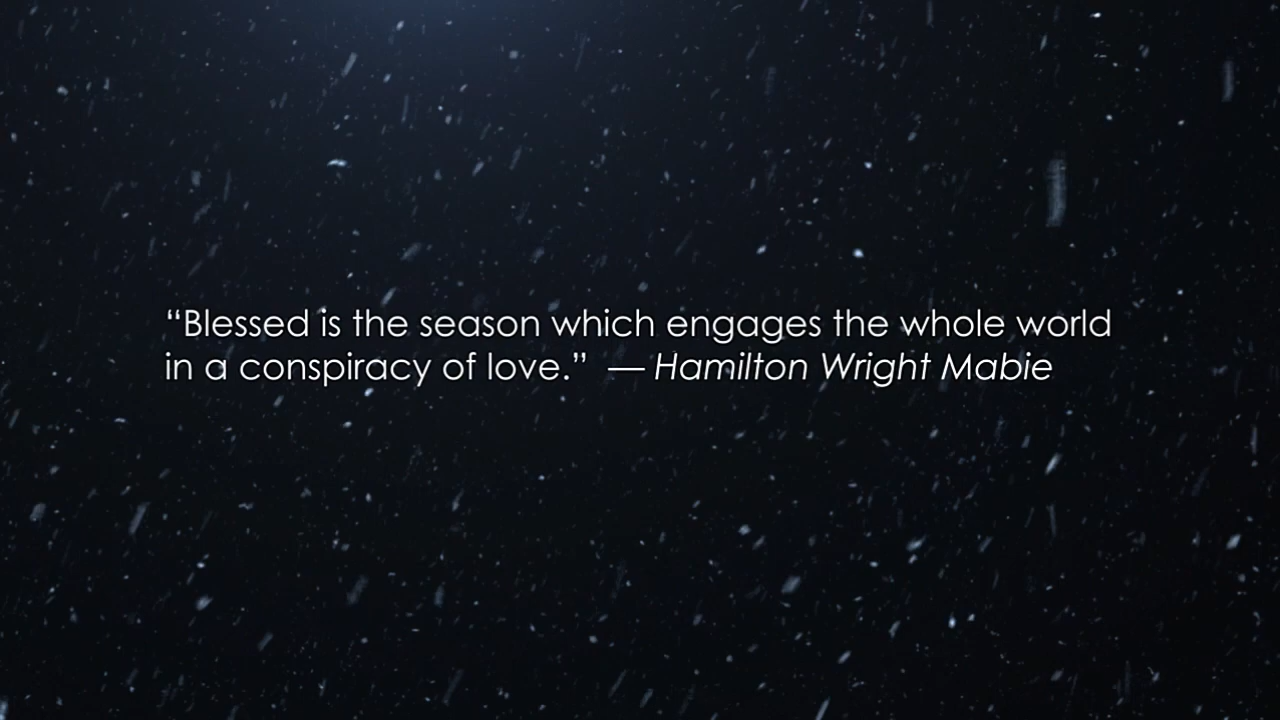 “Blessed is the season which engages the whole world
in a conspiracy of love.” — Hamilton Wright Mabie